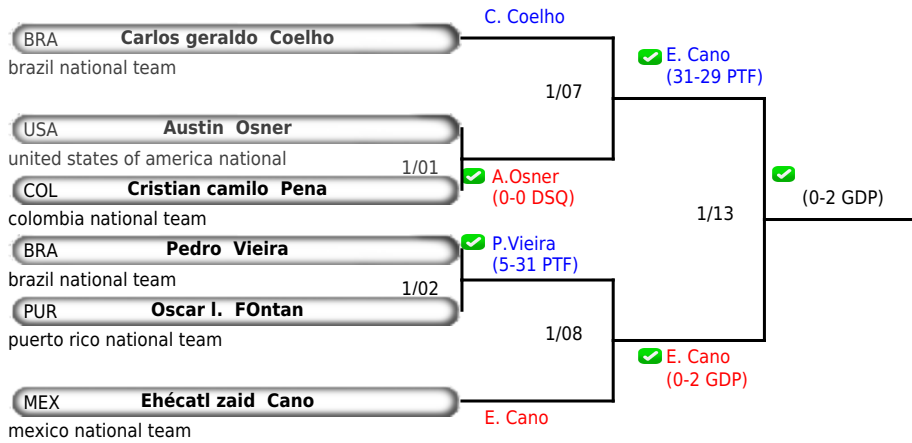 C. Coelho
BRA Carlos geraldo Coelho
brazil national team
E. Cano
(31-29 PTF)
1/07
USA Austin Osner
united states of america national
1/01
A.Osner
(0-0 DSQ)
COL Cristian camilo Pena
colombia national team
(0-2 GDP)
1/13
BRA Pedro Vieira
brazil national team
P.Vieira
(5-31 PTF)
1/02
PUR Oscar l. FOntan
puerto rico national team
1/08
E. Cano
(0-2 GDP)
MEX Ehécatl zaid Cano
mexico national team
E. Cano